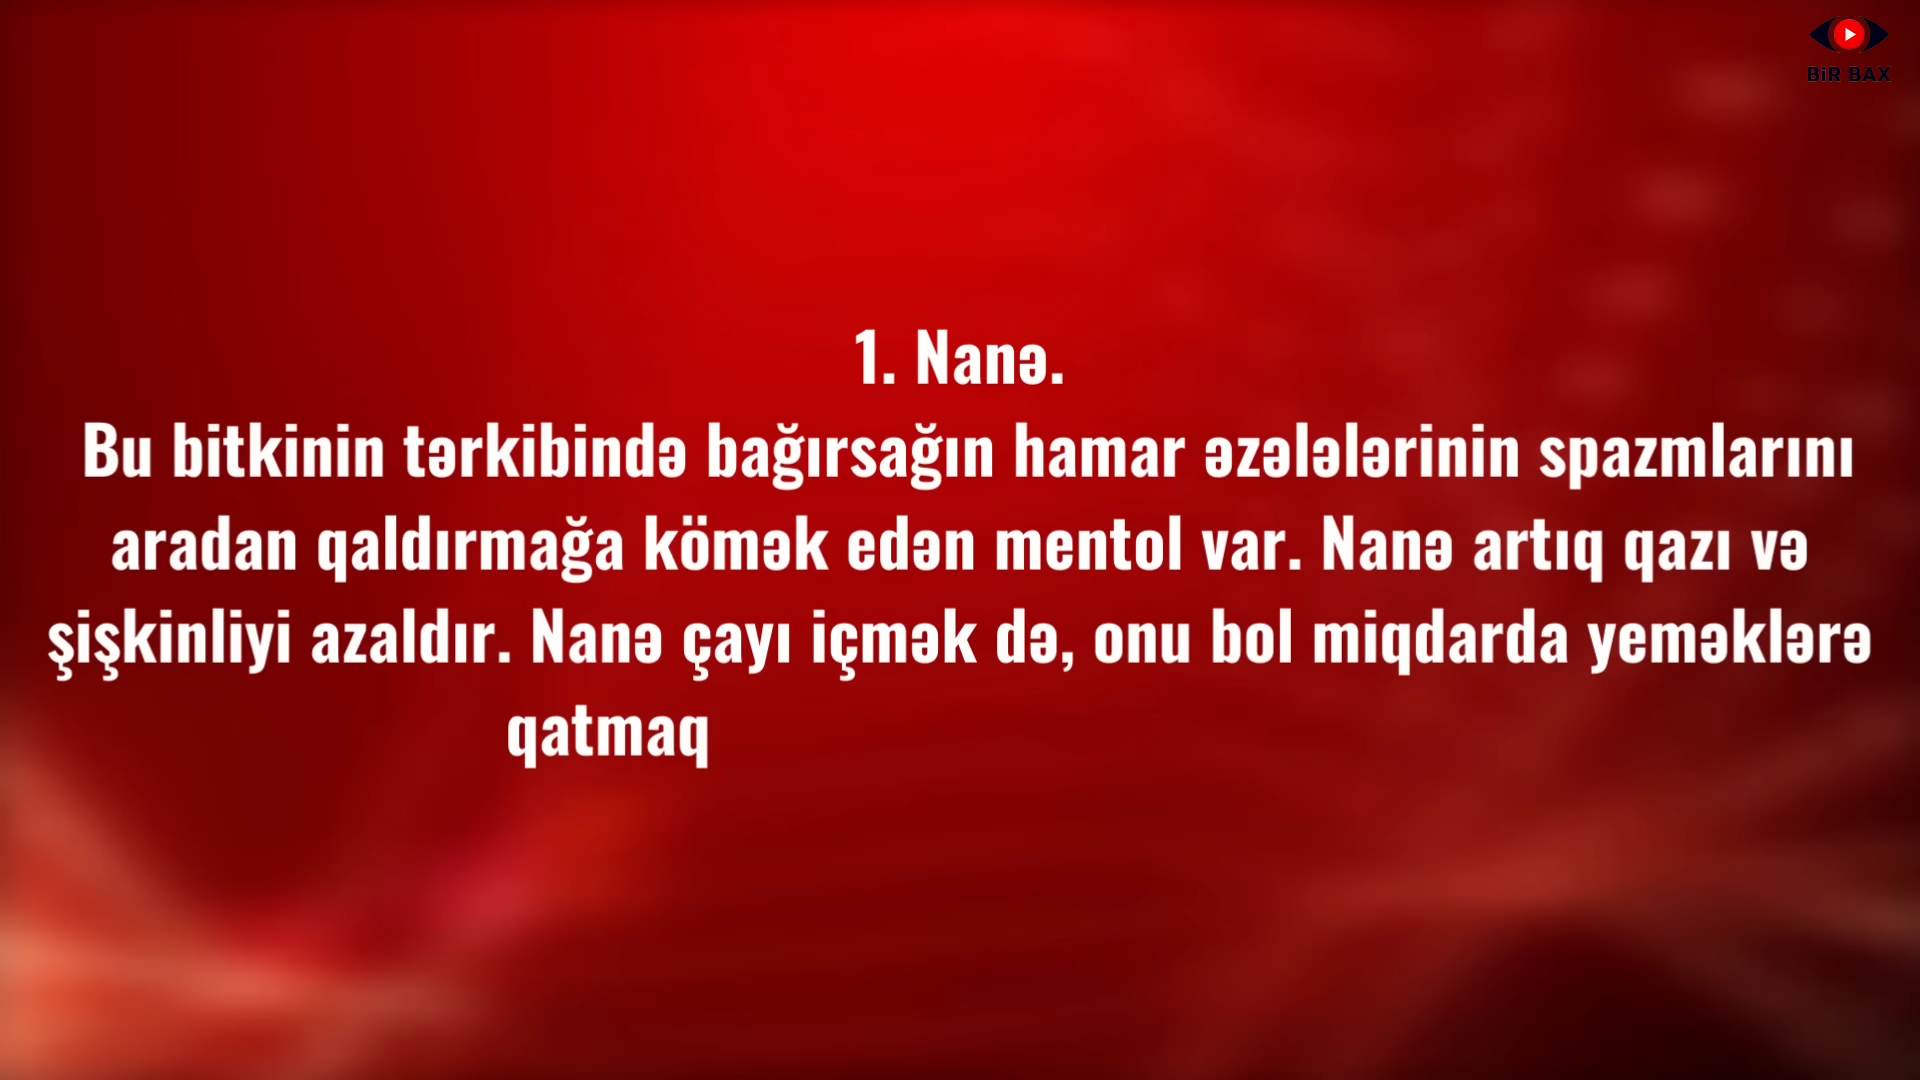 BİR BAX
1. Nanə.
Bu bitkinin tərkibində bağırsağın hamar əzələlərinin spazmlarını
aradan qaldırmağa kömək edən mentol var. Nanə artıq qazı və
şişkinliyi azaldır. Nanə çayı içmək də, onu bol miqdarda yeməklərə
qatmaq